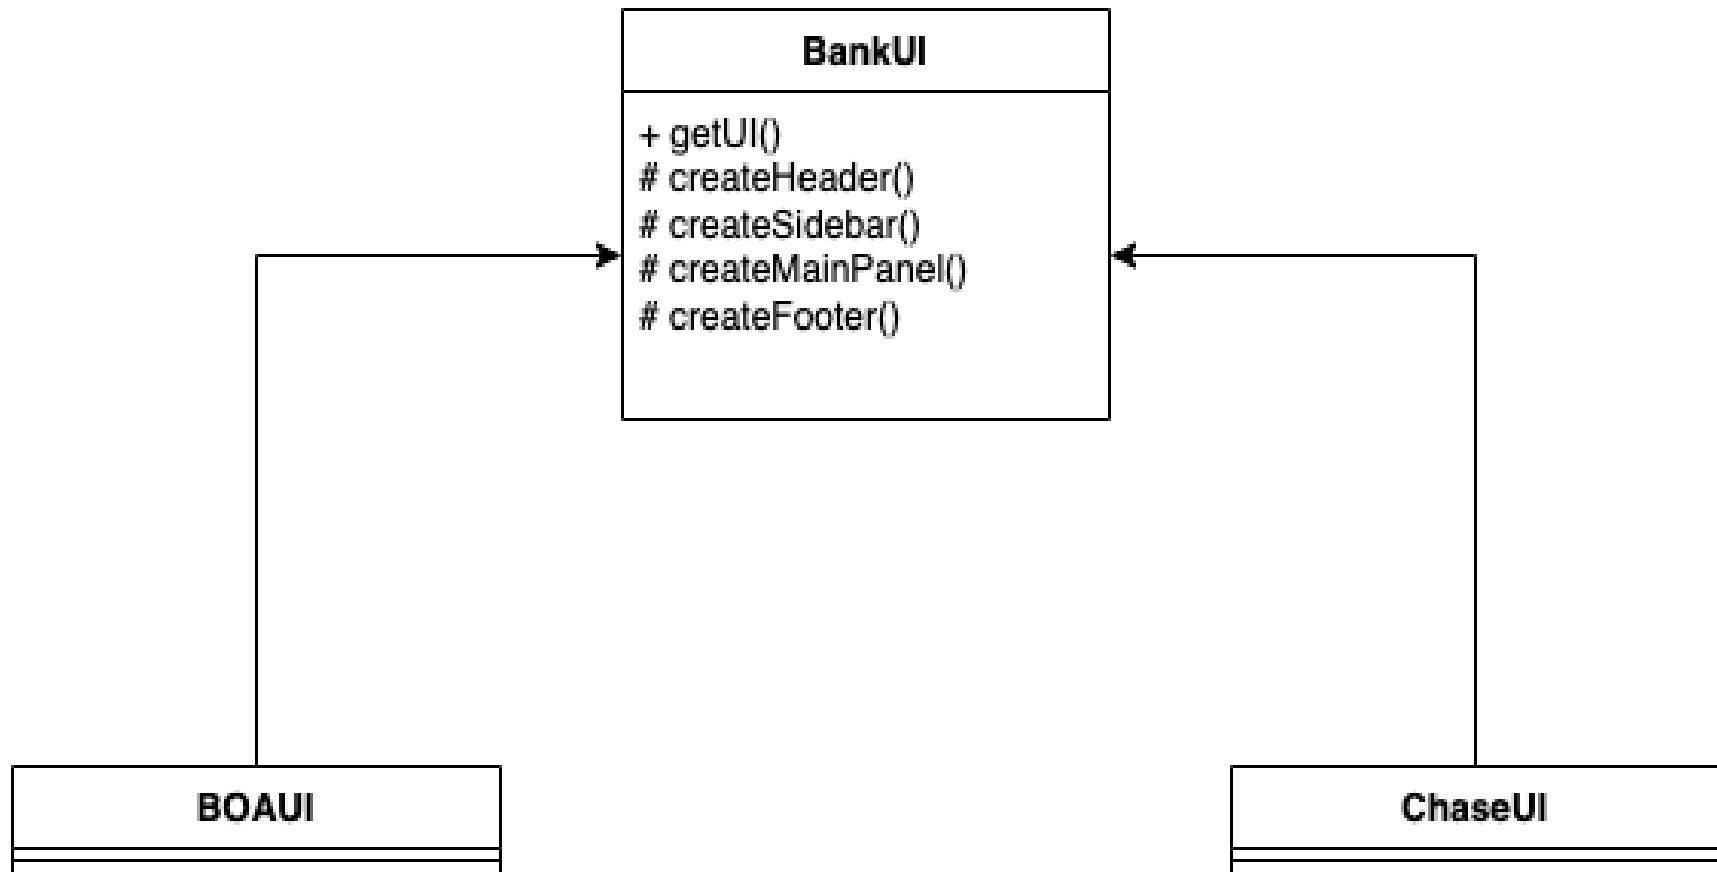 BankUI
+ getUI()
# createHeader()
# createSidebar()
# createMainPanel()
# createFooter()
BOAUI
ChaseUI